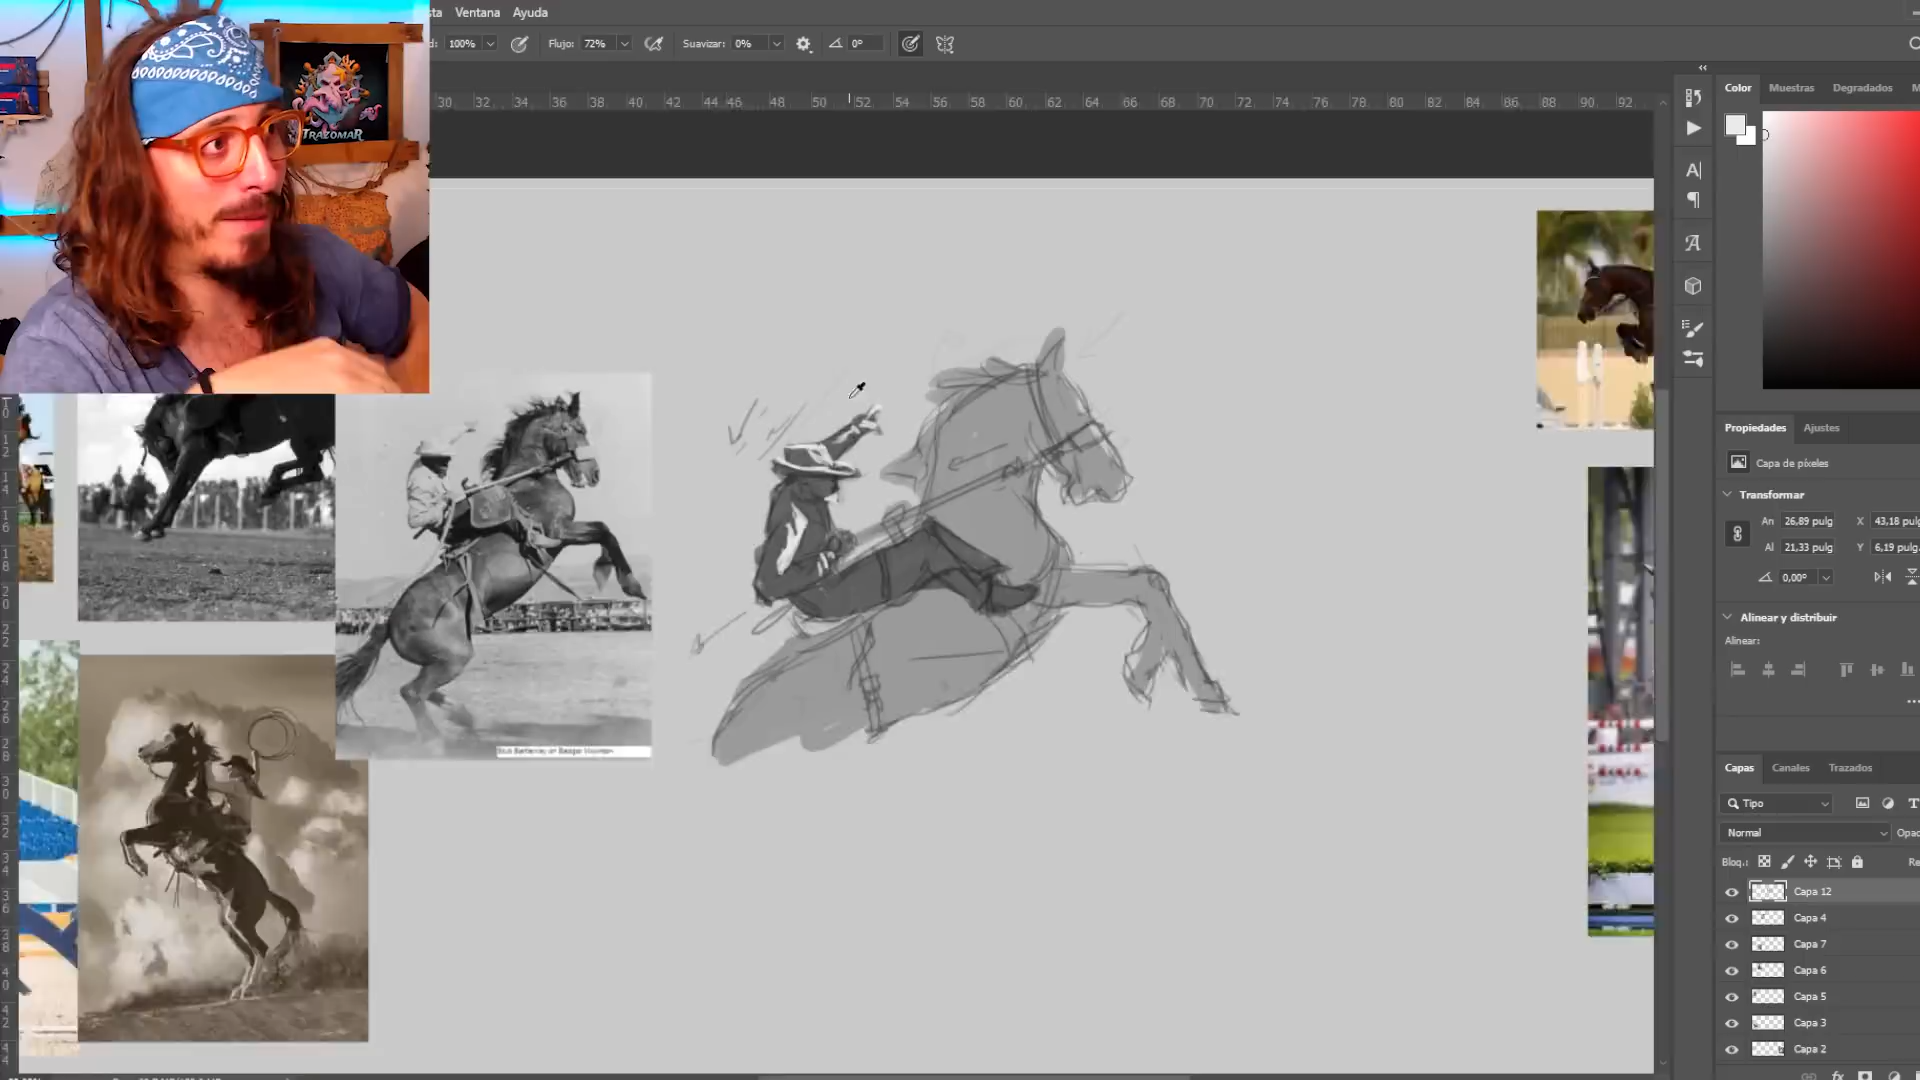 Ventana Ayuda
100% Flujo: 72% Suavizar: 0% 0°
30 32 34 36 38 40 42 44 46 48 50 52 54 56 58 60 62 64 66 68 70 72 74 76 78 80 82 84 86 88 90 92
TRAZOMAR
Color Muestras Degradados
Propiedades Ajustes
Capa de píxeles
Transformar
An 26,89 pulg X 43,18 pulg
Al 21,33 pulg Y 6,19 pulg.
0,00°
Alinear y distribuir
Alinear:
Capas Canales Trazados
Tipo
Normal Opac
Bloq.: Re
Capa 12
Capa 4
Capa 7
Capa 6
Capa 5
Capa 3
Capa 2